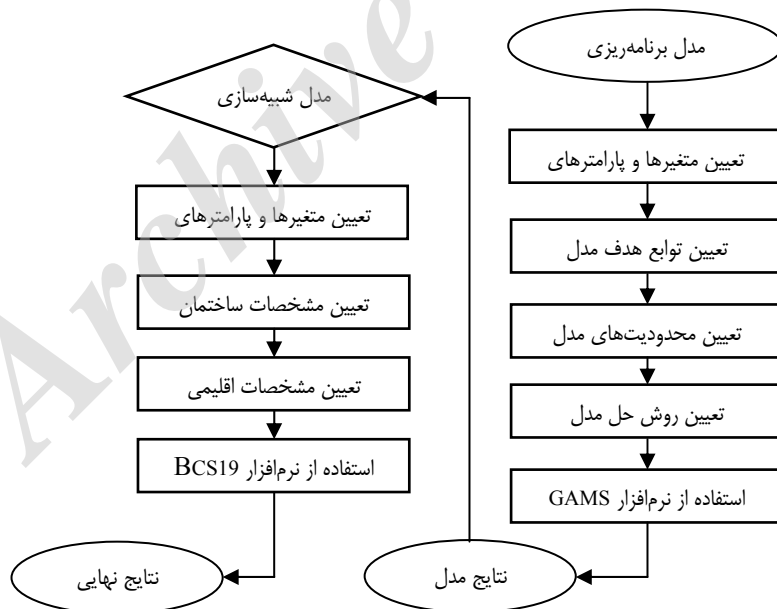 مدل برنامه‌ریزی
تعیین متغیرها و پارامترهای
تعیین توابع هدف مدل
تعیین محدودیت‌های مدل
تعیین روش حل مدل
استفاده از نرم‌افزار GAMS
نتایج مدل
مدل شبیه‌سازی
تعیین متغیرها و پارامترهای
تعیین مشخصات ساختمان
تعیین مشخصات اقلیمی
استفاده از نرم‌افزار BCS19
نتایج نهایی
Archive